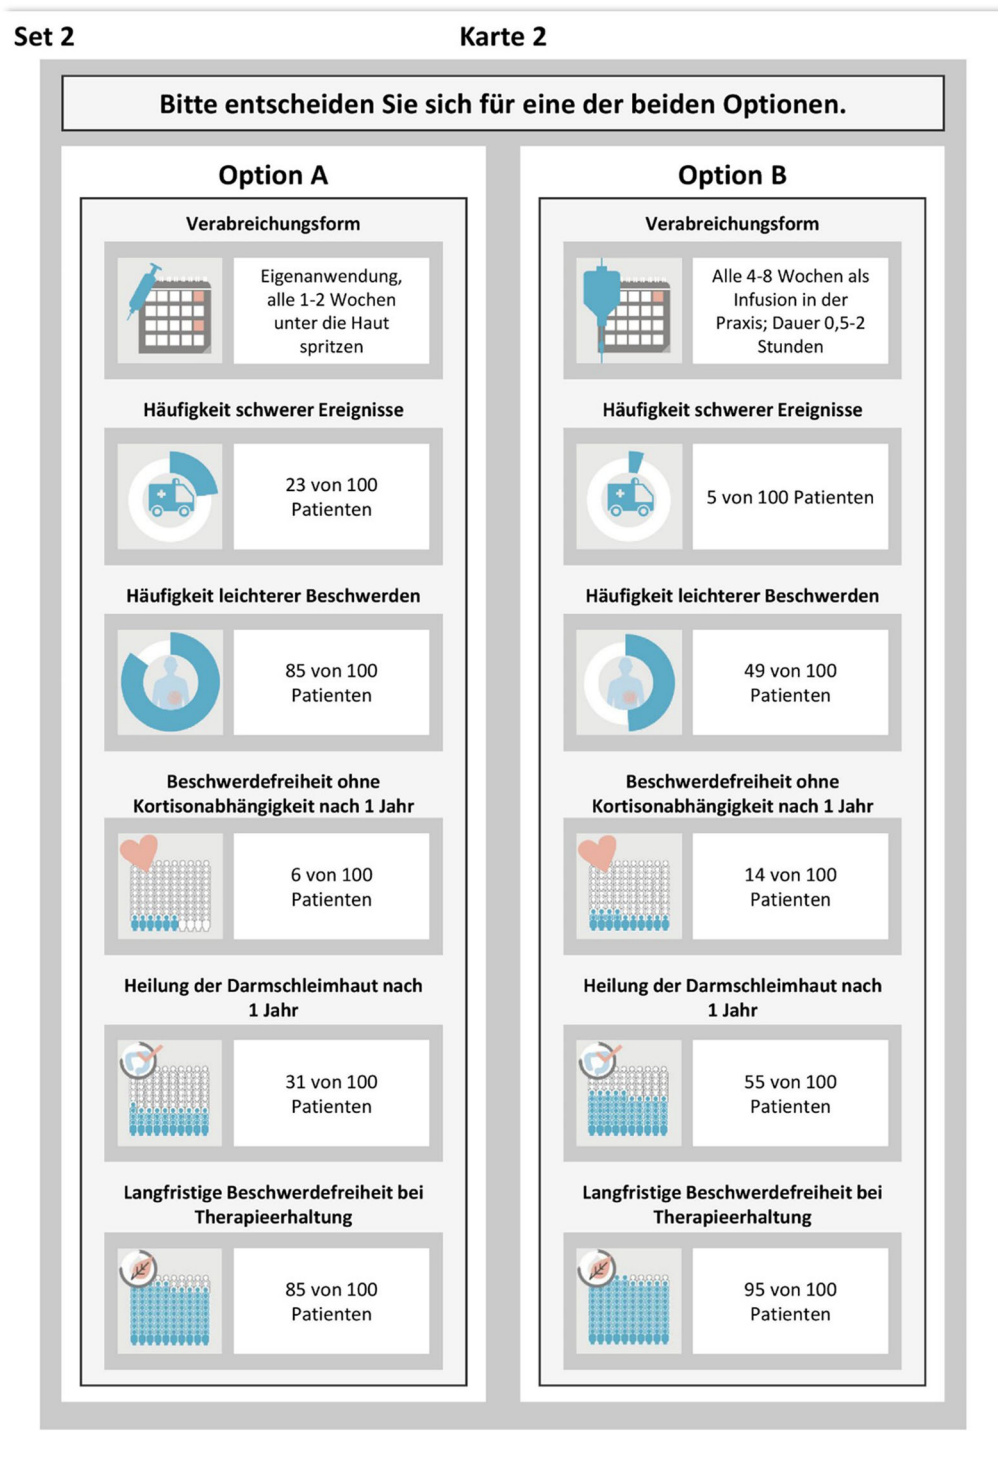 Set 2
Karte 2
Bitte entscheiden Sie sich für eine der beiden Optionen.
Option A
Verabreichungsform
Eigenanwendung,
alle 1-2 Wochen
unter die Haut
spritzen
Häufigkeit schwerer Ereignisse
23 von 100
Patienten
Häufigkeit leichterer Beschwerden
85 von 100
Patienten
Beschwerdefreiheit ohne
Kortisonabhängigkeit nach 1 Jahr
6 von 100
Patienten
Heilung der Darmschleimhaut nach
1 Jahr
31 von 100
Patienten
Langfristige Beschwerdefreiheit bei
Therapieerhaltung
85 von 100
Patienten
Option B
Verabreichungsform
Alle 4-8 Wochen als
Infusion in der
Praxis; Dauer 0,5-2
Stunden
Häufigkeit schwerer Ereignisse
5 von 100 Patienten
Häufigkeit leichterer Beschwerden
49 von 100
Patienten
Beschwerdefreiheit ohne
Kortisonabhängigkeit nach 1 Jahr
14 von 100
Patienten
Heilung der Darmschleimhaut nach
1 Jahr
55 von 100
Patienten
Langfristige Beschwerdefreiheit bei
Therapieerhaltung
95 von 100
Patienten